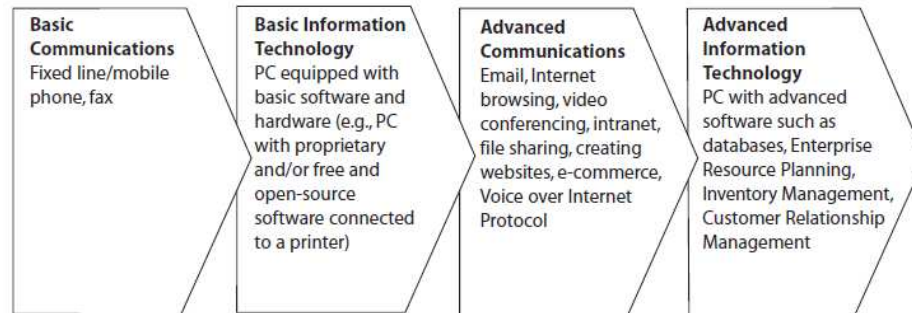 Basic
Communications
Fixed line/mobile
phone, fax
Basic Information
Technology
PC equipped with
basic software and
hardware (e.g., PC
with proprietary
and/or free and
open-source
software connected
to a printer)
Advanced
Communications
Email, Internet
browsing, video
conferencing, intranet,
file sharing, creating
websites, e-commerce,
Voice over Internet
Protocol
Advanced
Information
Technology
PC with advanced
software such as
databases, Enterprise
Resource Planning,
Inventory Management,
Customer Relationship
Management